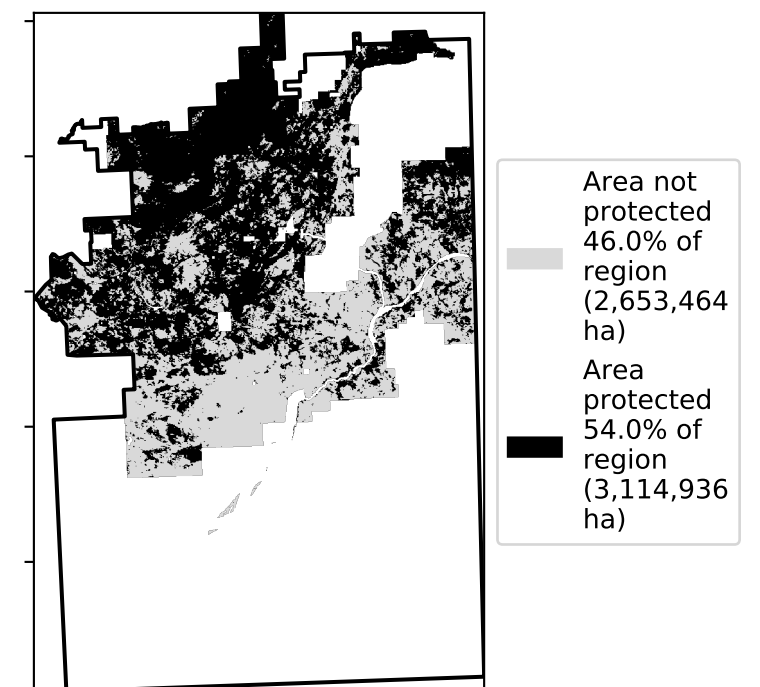 Area not
protected
46.0% of
region
(2,653,464
ha)
Area
protected
54.0% of
region
(3,114,936
ha)